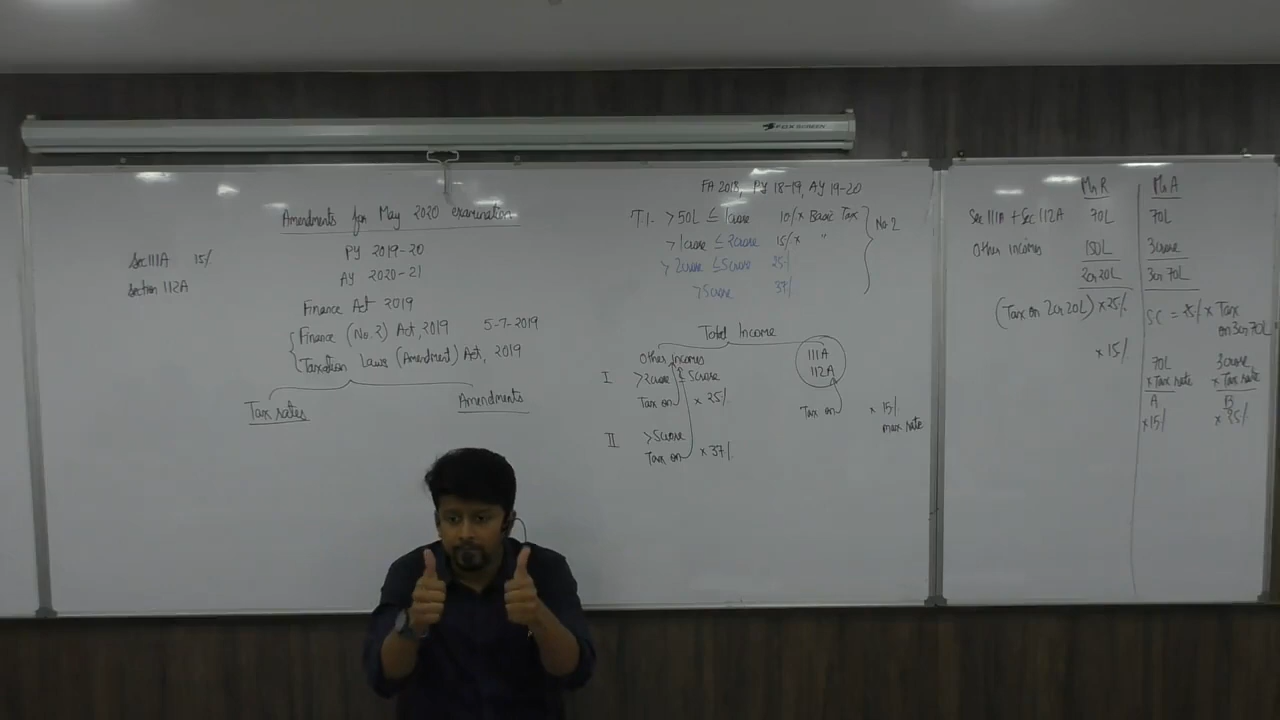 FOX SCREEN
Amendments for May 2020 examination
PY 2019-20
AY 2020-21
Sec 111A 15%
Section 112A
Finance Act 2019
Finance (No. 2) Act, 2019 5-7-2019
Taxation Laws (Amendment) Act, 2019
Tax rates
Amendments
FA 2018, PY 18-19, AY 19-20
T.I. >50L ≤ 1crore 10% x Basic Tax
>1crore ≤ 2crore 15% x "
>2crore ≤ 5crore 25%
>5crore 37%
No. 2
Total Income
Other incomes
111A
112A
I >2crore ≤ 5crore
Tax on x 25%
Tax on x 15%
max rate
II >5crore
Tax on x 37%
Mr R Mr A
Sec 111A + Sec 112A 70L 70L
Other incomes 150L 3crore
2cr 20L 3cr 70L
(Tax on 2cr 20L) x 25%
x 15%
SC = 25% x Tax
on 3cr 70L
70L 3crore
x Tax rate x Tax rate
A B
x 15% x 25%